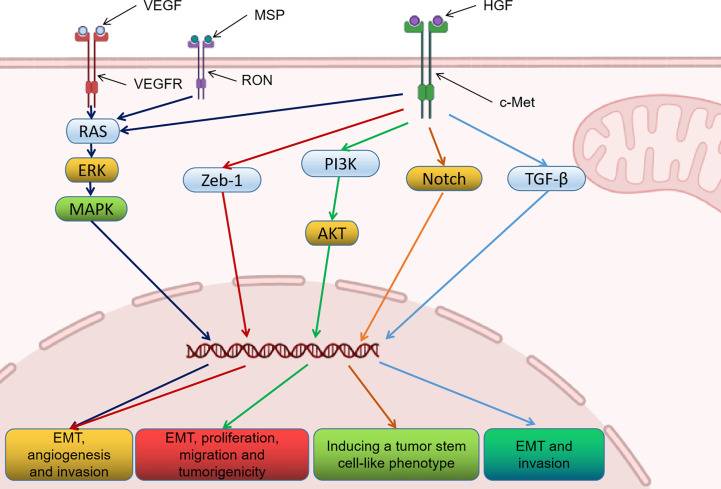 VEGF
MSP
HGF
VEGFR
RON
c-Met
RAS
ERK
MAPK
Zeb-1
PI3K
AKT
Notch
TGF-β
EMT,
angiogenesis
and invasion
EMT, proliferation,
migration and
tumorigenicity
Inducing a tumor stem
cell-like phenotype
EMT and
invasion